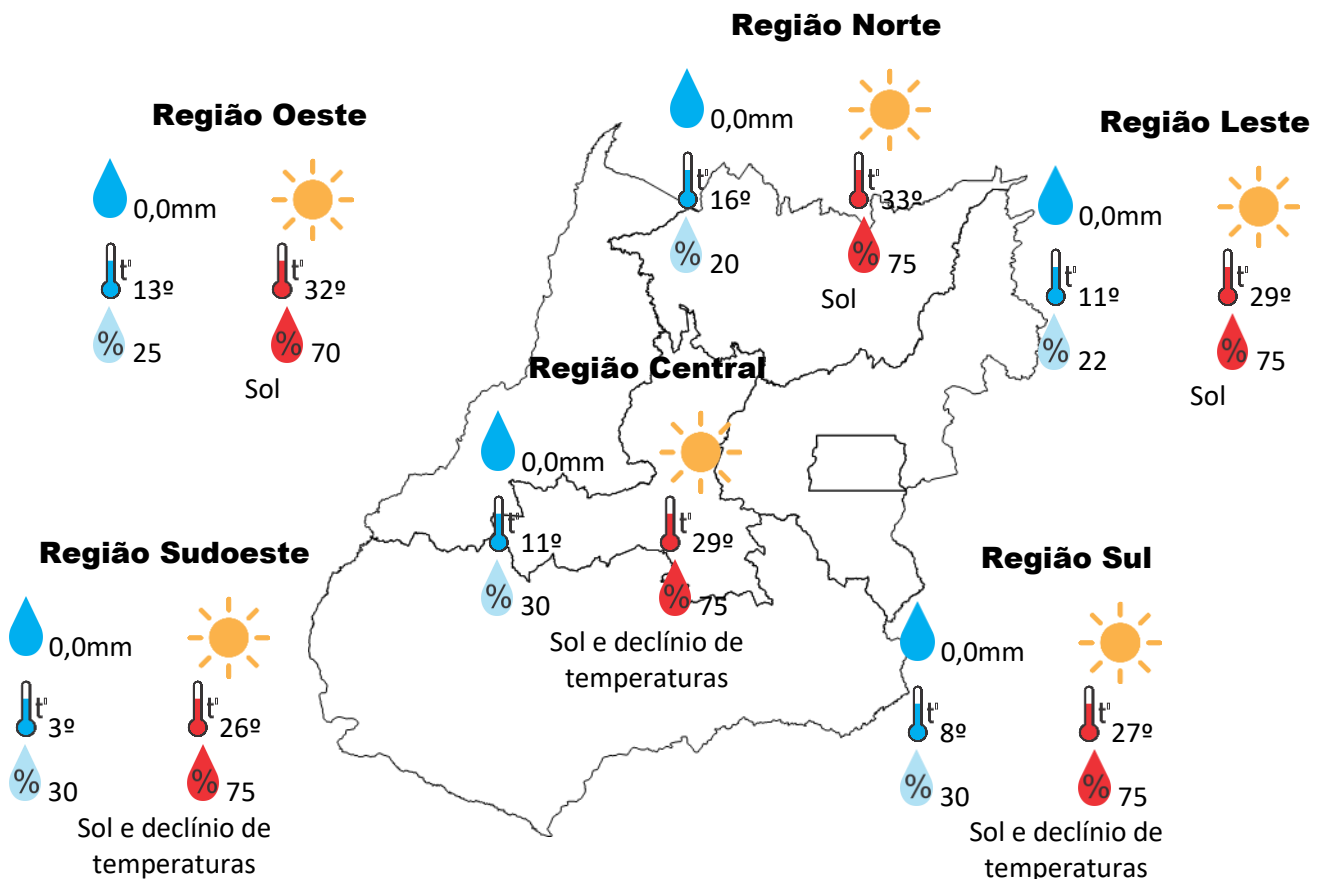 Região Norte
0,0mm
t°
16º
t°
33º
% 20
% 75
Sol
Região Oeste
0,0mm
t°
13º
t°
32º
% 25
% 70
Sol
Região Leste
0,0mm
t°
11º
t°
29º
% 22
% 75
Sol
Região Central
0,0mm
t°
11º
t°
29º
% 30
% 75
Sol e declínio de
temperaturas
Região Sudoeste
0,0mm
t°
3º
t°
26º
% 30
% 75
Sol e declínio de
temperaturas
Região Sul
0,0mm
t°
8º
t°
27º
% 30
% 75
Sol e declínio de
temperaturas